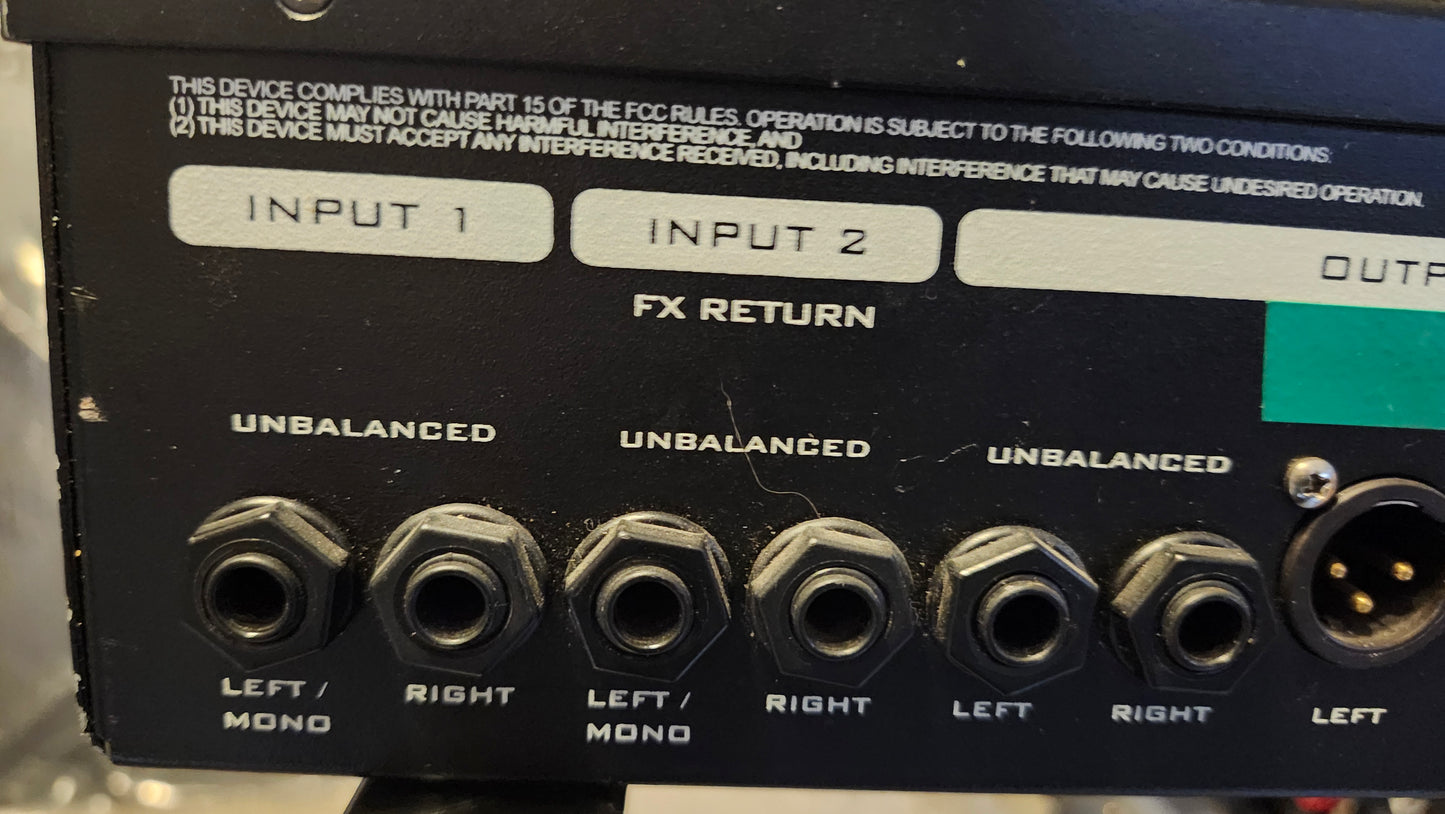 THIS DEVICE COMPLIES WITH PART 15 OF THE FCC RULES. OPERATION IS SUBJECT TO THE FOLLOWING TWO CONDITIONS:
(1) THIS DEVICE MAY NOT CAUSE HARMFUL INTERFERENCE, AND
(2) THIS DEVICE MUST ACCEPT ANY INTERFERENCE RECEIVED, INCLUDING INTERFERENCE THAT MAY CAUSE UNDESIRED OPERATION.
INPUT 1
INPUT 2
OUTP
FX RETURN
UNBALANCED
UNBALANCED
UNBALANCED
LEFT /
MONO
RIGHT
LEFT /
MONO
RIGHT
LEFT
RIGHT
LEFT